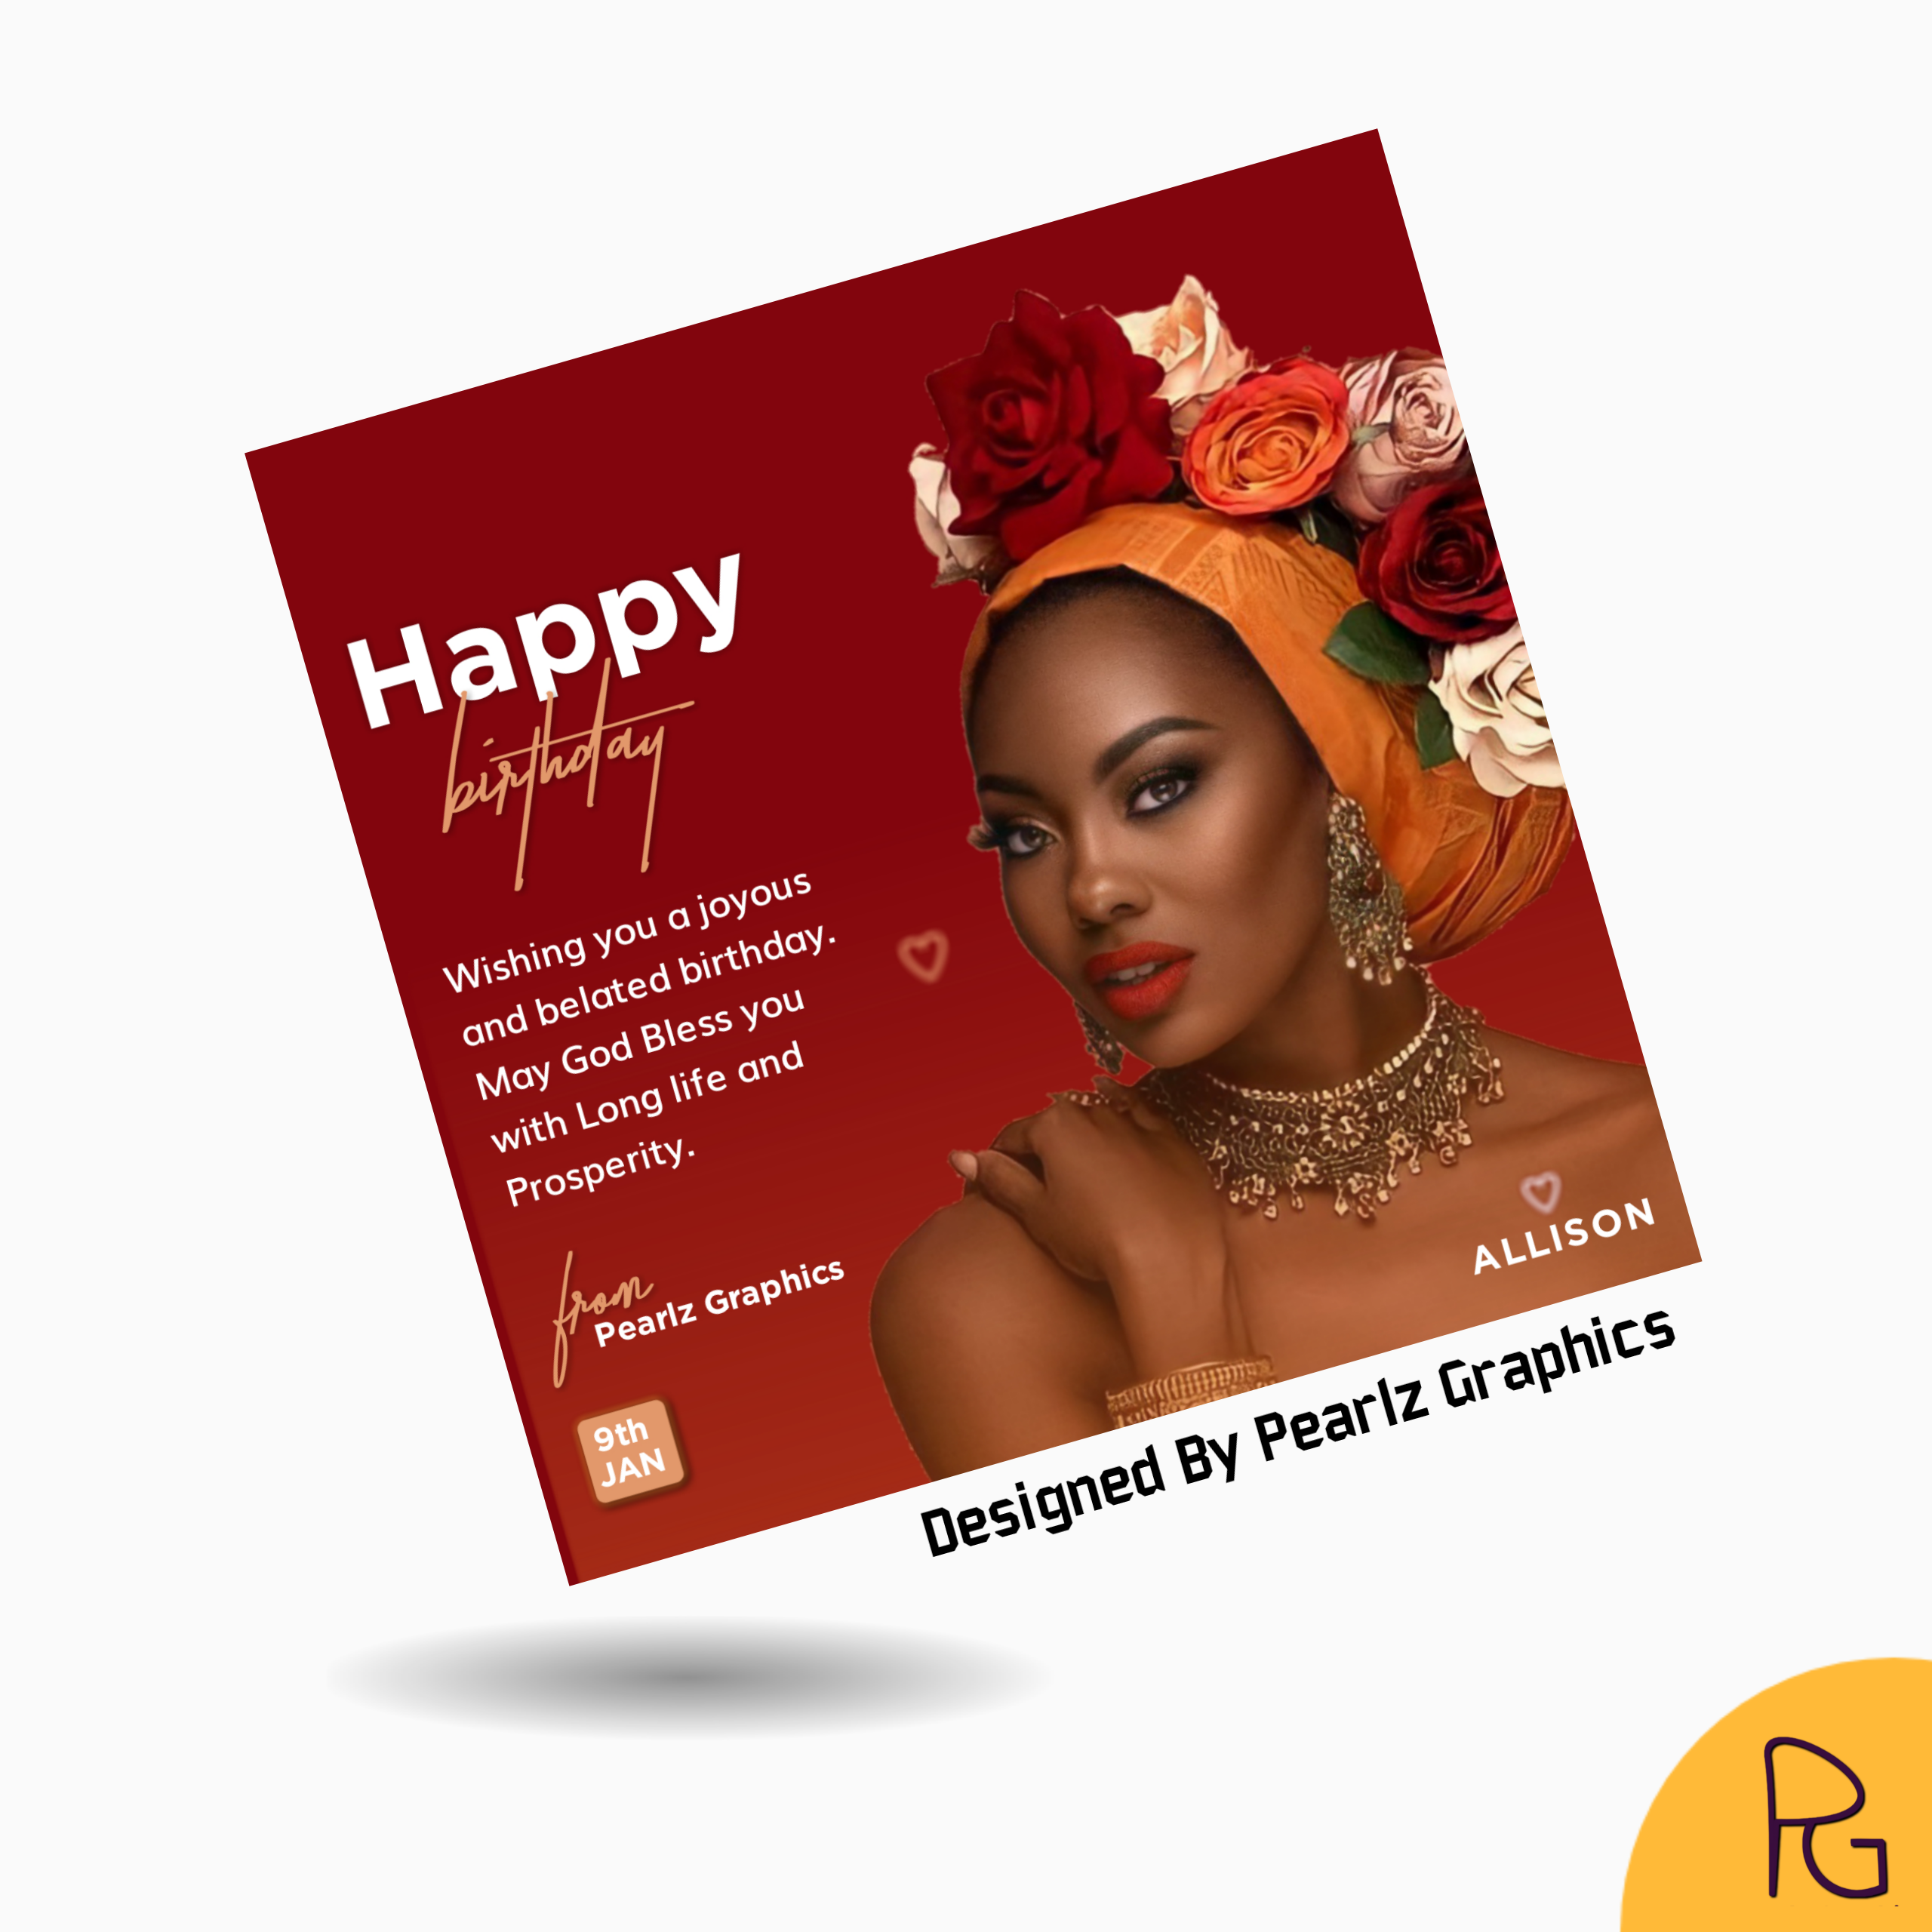 Happy
birthday
Wishing you a joyous
and belated birthday.
May God Bless you
with Long life and
Prosperity.
from
Pearlz Graphics
9th
JAN
ALLISON
Designed By Pearlz Graphics
PG